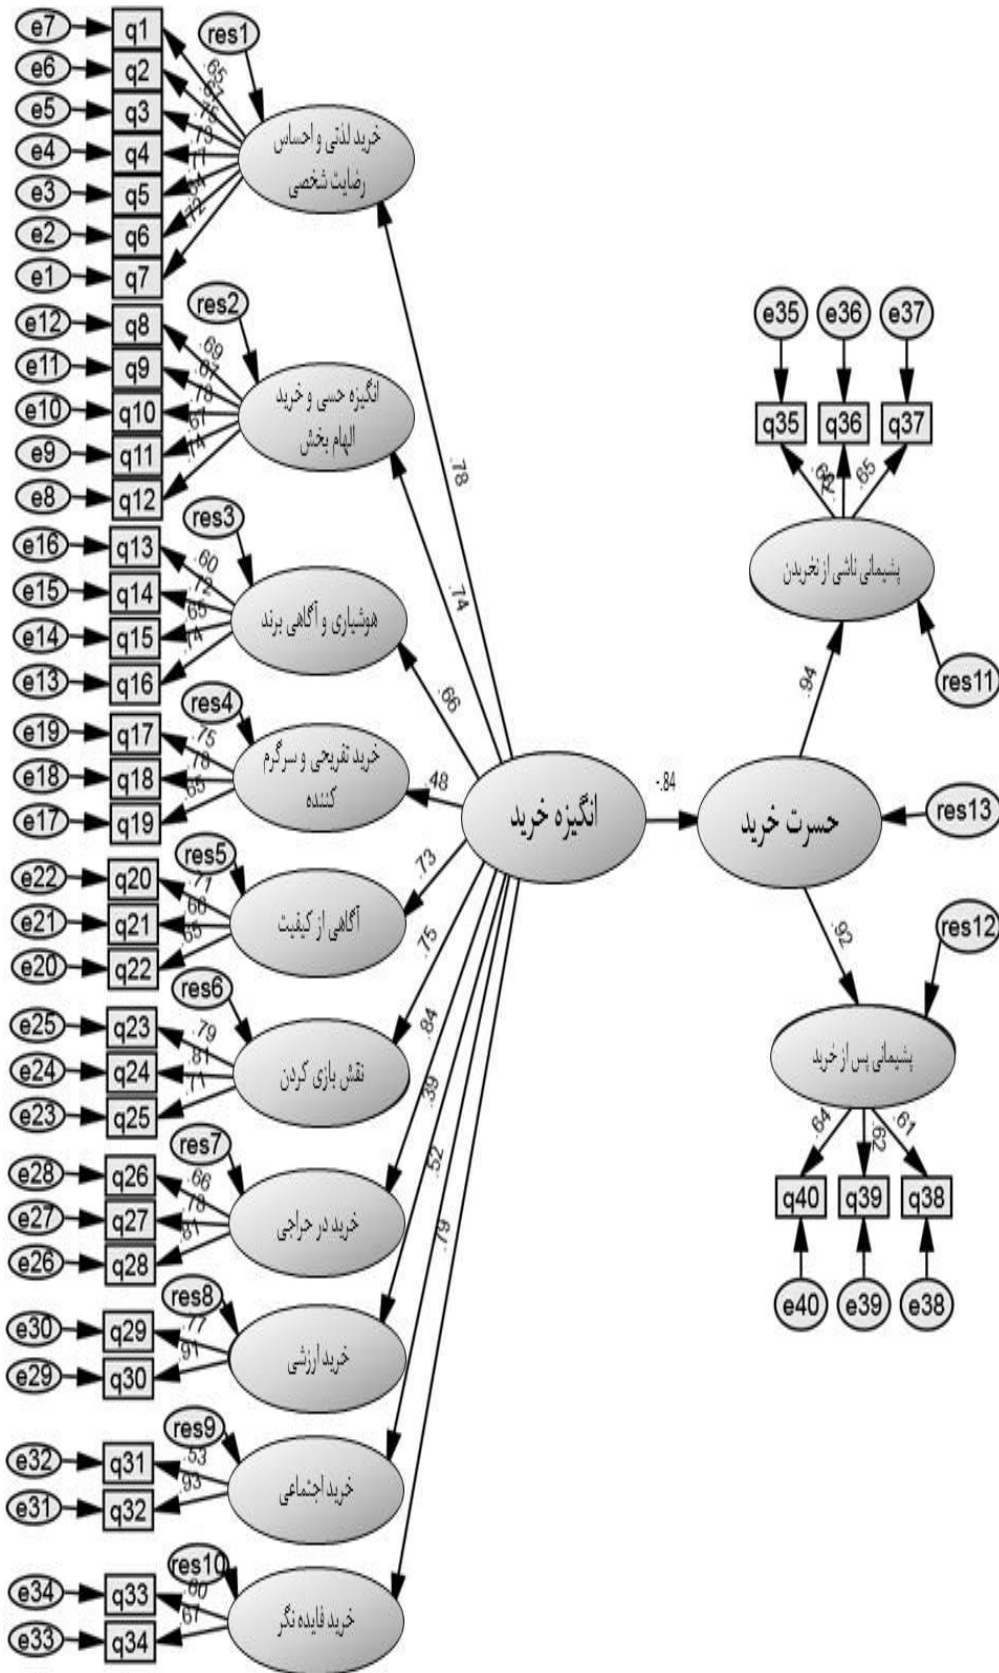 e7 q1 res1
e6 q2 .65
e5 q3
e4 q4 .77
e3 q5
e2 q6
e1 q7 .72
خرید لذتی و احساس
رضایت شخصی
.78
e12 q8 res2
e11 q9 .69
e10 q10 .67
e9 q11 .78
e8 q12 .67
.74
انگیزه حسی و خرید
الهام بخش
.74
e16 q13 res3
e15 q14 .60
e14 q15 .72
e13 q16 .65
.74
هوشیاری و آگاهی برند
.66
e19 q17 res4
e18 q18 .75
e17 q19 .78
.65
خرید تفریحی و سرگرم
کننده
.48
e22 q20 res5
e21 q21 .71
e20 q22 .66
.65
آگاهی از کیفیت
.73
e25 q23 res6
e24 q24 .79
e23 q25 .81
.71
نقش بازی کردن
.75
e28 q26 res7
e27 q27 .66
e26 q28 .78
.81
خرید در حراجی
.84
e30 q29 res8
e29 q30 .77
.91
خرید ارزشی
.39
e32 q31 res9
e31 q32 .53
.93
خرید اجتماعی
.52
e34 q33 res10
e33 q34 .60
.67
خرید فایده نگر
.79
انگیزه خرید
-.84
حسرت خرید
res13
e35 e36 e37
q35 q36 q37
.65
پشیمانی ناشی از نخریدن
res11
.94
.92
res12
پشیمانی پس از خرید
.64 .62 .61
q40 q39 q38
e40 e39 e38